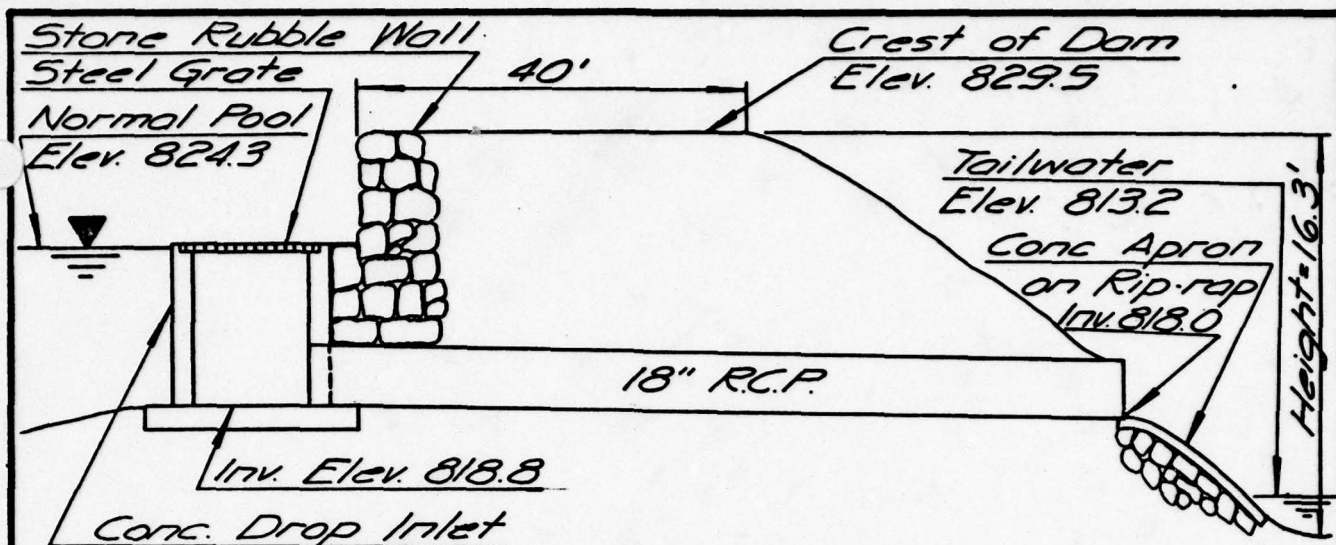 Stone Rubble Wall
Steel Grate
Normal Pool
Elev. 824.3
40'
Crest of Dam
Elev. 829.5
Tailwater
Elev. 813.2
Conc Apron
on Rip-rap
Inv. 818.0
Height=16.3'
18" R.C.P.
Inv. Elev. 818.8
Conc. Drop Inlet